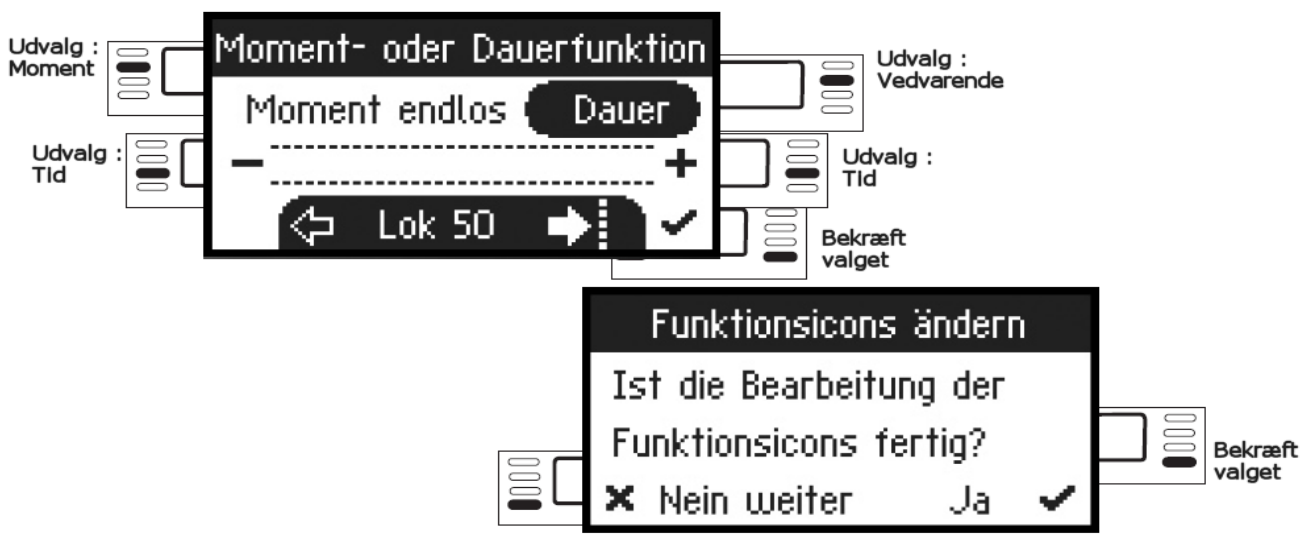 Udvalg :
Moment
Moment- oder Dauerfunktion
Udvalg :
Vedvarende
Moment endlos Dauer
Udvalg :
TId
− +
Udvalg :
TId
Lok 50
Bekræft
valget
Funktionsicons ändern
Ist die Bearbeitung der
Funktionsicons fertig?
Nein weiter Ja
Bekræft
valget